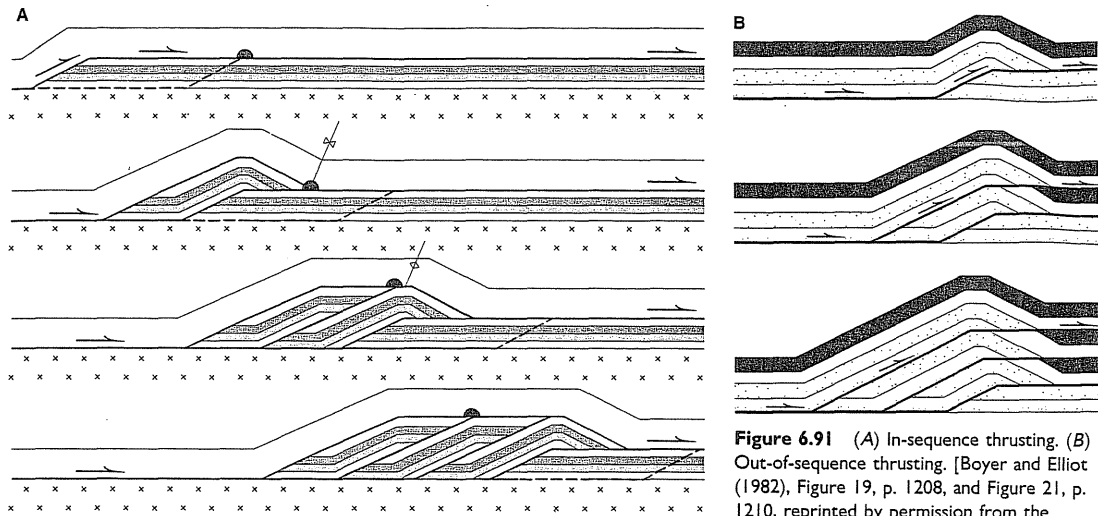 A
B
Figure 6.91 (A) In-sequence thrusting. (B)
Out-of-sequence thrusting. [Boyer and Elliot
(1982), Figure 19, p. 1208, and Figure 21, p.
1210, reprinted by permission from the